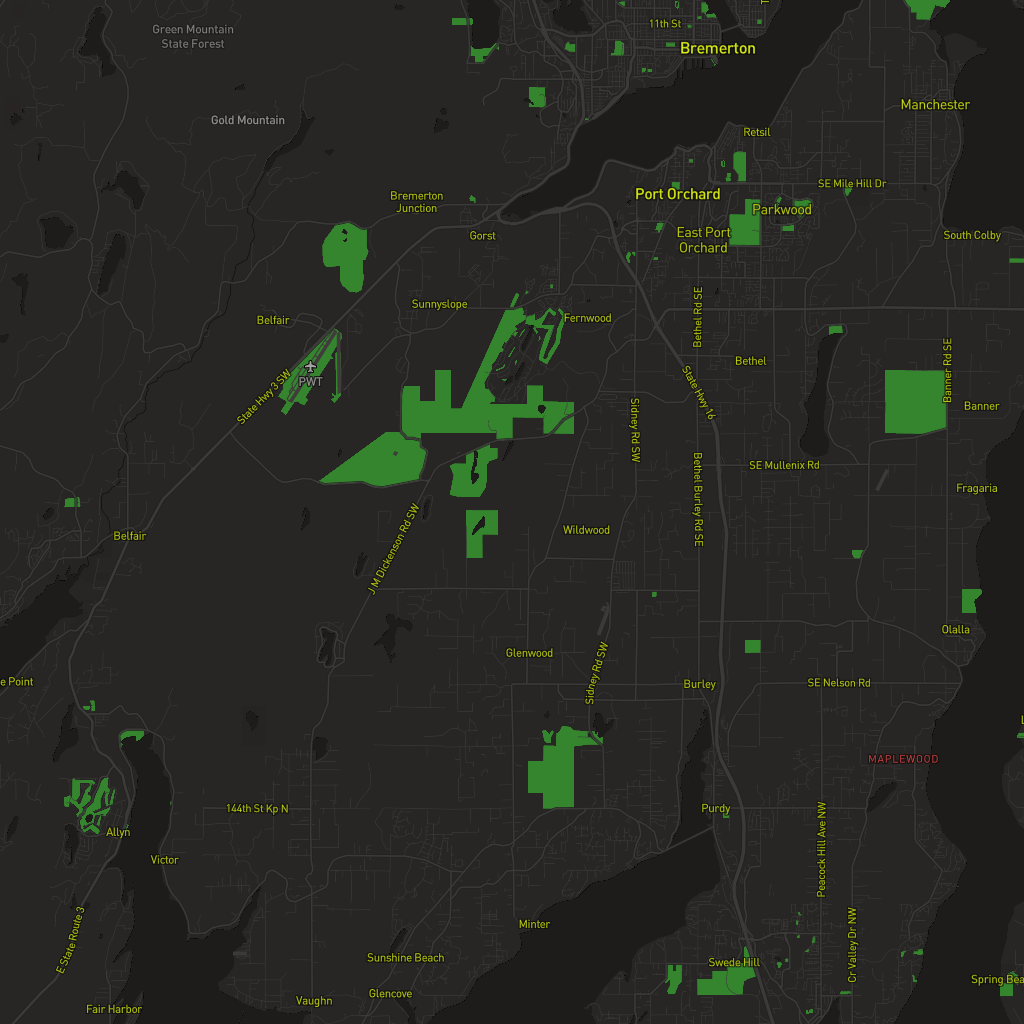 11th St
Green Mountain
State Forest
Bremerton
Manchester
Gold Mountain
Retsil
SE Mile Hill Dr
Port Orchard
Bremerton
Junction
Parkwood
Gorst
East Port
Orchard
South Colby
Sunnyslope
Belfair
Fernwood
Bethel Rd SE
Bethel
Banner Rd SE
PWT
State Hwy 3 SW
State Hwy 16
Banner
Sidney Rd SW
SE Mullenix Rd
Fragaria
Bethel Burley Rd SE
Belfair
Wildwood
J M Dickenson Rd SW
Olalla
Glenwood
Sidney Rd SW
e Point
Burley
SE Nelson Rd
MAPLEWOOD
144th St Kp N
Purdy
Allyn
Peacock Hill Ave NW
Victor
Minter
E State Route 3
Cr Valley Dr NW
Sunshine Beach
Swede Hill
Spring Bea
Glencove
Vaughn
Fair Harbor